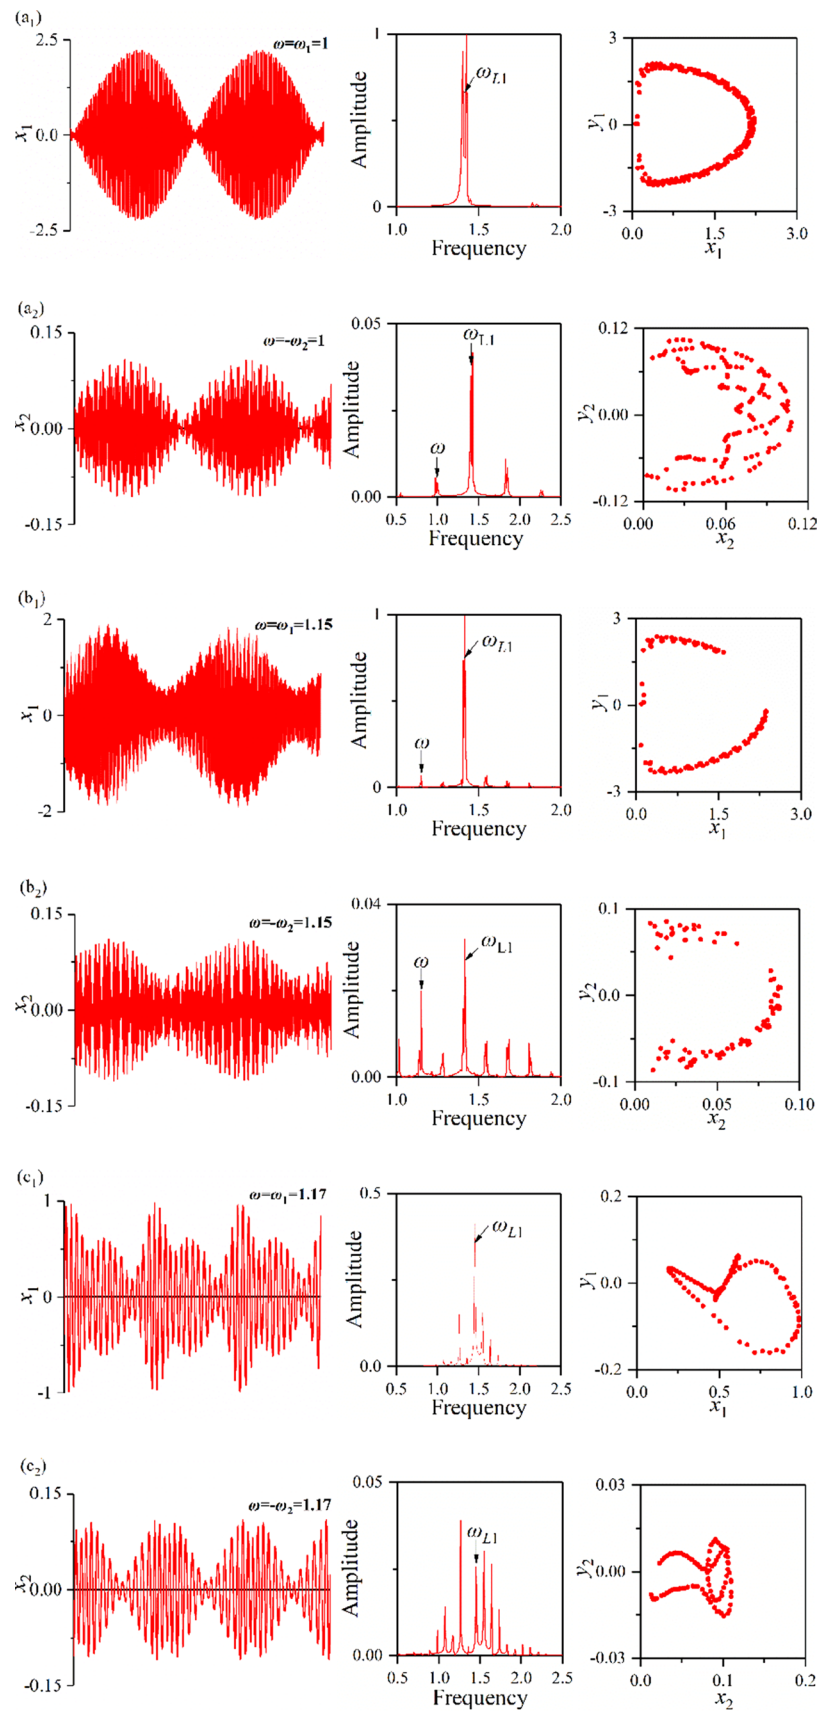 (a₁)
ω=ω₁=1
x₁
2.5
0.0
-2.5
Amplitude
1
0
ω_L1
1.0 1.5 2.0
Frequency
y₁
3
0
-3
0.0 1.5 3.0
x₁
(a₂)
ω=-ω₂=1
x₂
0.15
0.00
-0.15
Amplitude
0.05
0.00
ω_L1
ω
0.5 1.0 1.5 2.0 2.5
Frequency
y₂
0.12
0.00
-0.12
0.00 0.06 0.12
x₂
(b₁)
ω=ω₁=1.15
x₁
2
0
-2
Amplitude
1
0
ω_L1
ω
1.0 1.5 2.0
Frequency
y₁
3
0
-3
0.0 1.5 3.0
x₁
(b₂)
ω=-ω₂=1.15
x₂
0.15
0.00
-0.15
Amplitude
0.04
0.00
ω_L1
ω
1.0 1.5 2.0
Frequency
y₂
0.1
0.0
-0.1
0.00 0.05 0.10
x₂
(c₁)
ω=ω₁=1.17
x₁
1
0
-1
Amplitude
0.5
0.0
ω_L1
0.5 1.0 1.5 2.0 2.5
Frequency
y₁
0.2
0.0
-0.2
0.0 0.5 1.0
x₁
(c₂)
ω=-ω₂=1.17
x₂
0.15
0.00
-0.15
Amplitude
0.05
0.00
ω_L1
0.5 1.0 1.5 2.0 2.5
Frequency
y₂
0.03
0.00
-0.03
0.0 0.1 0.2
x₂